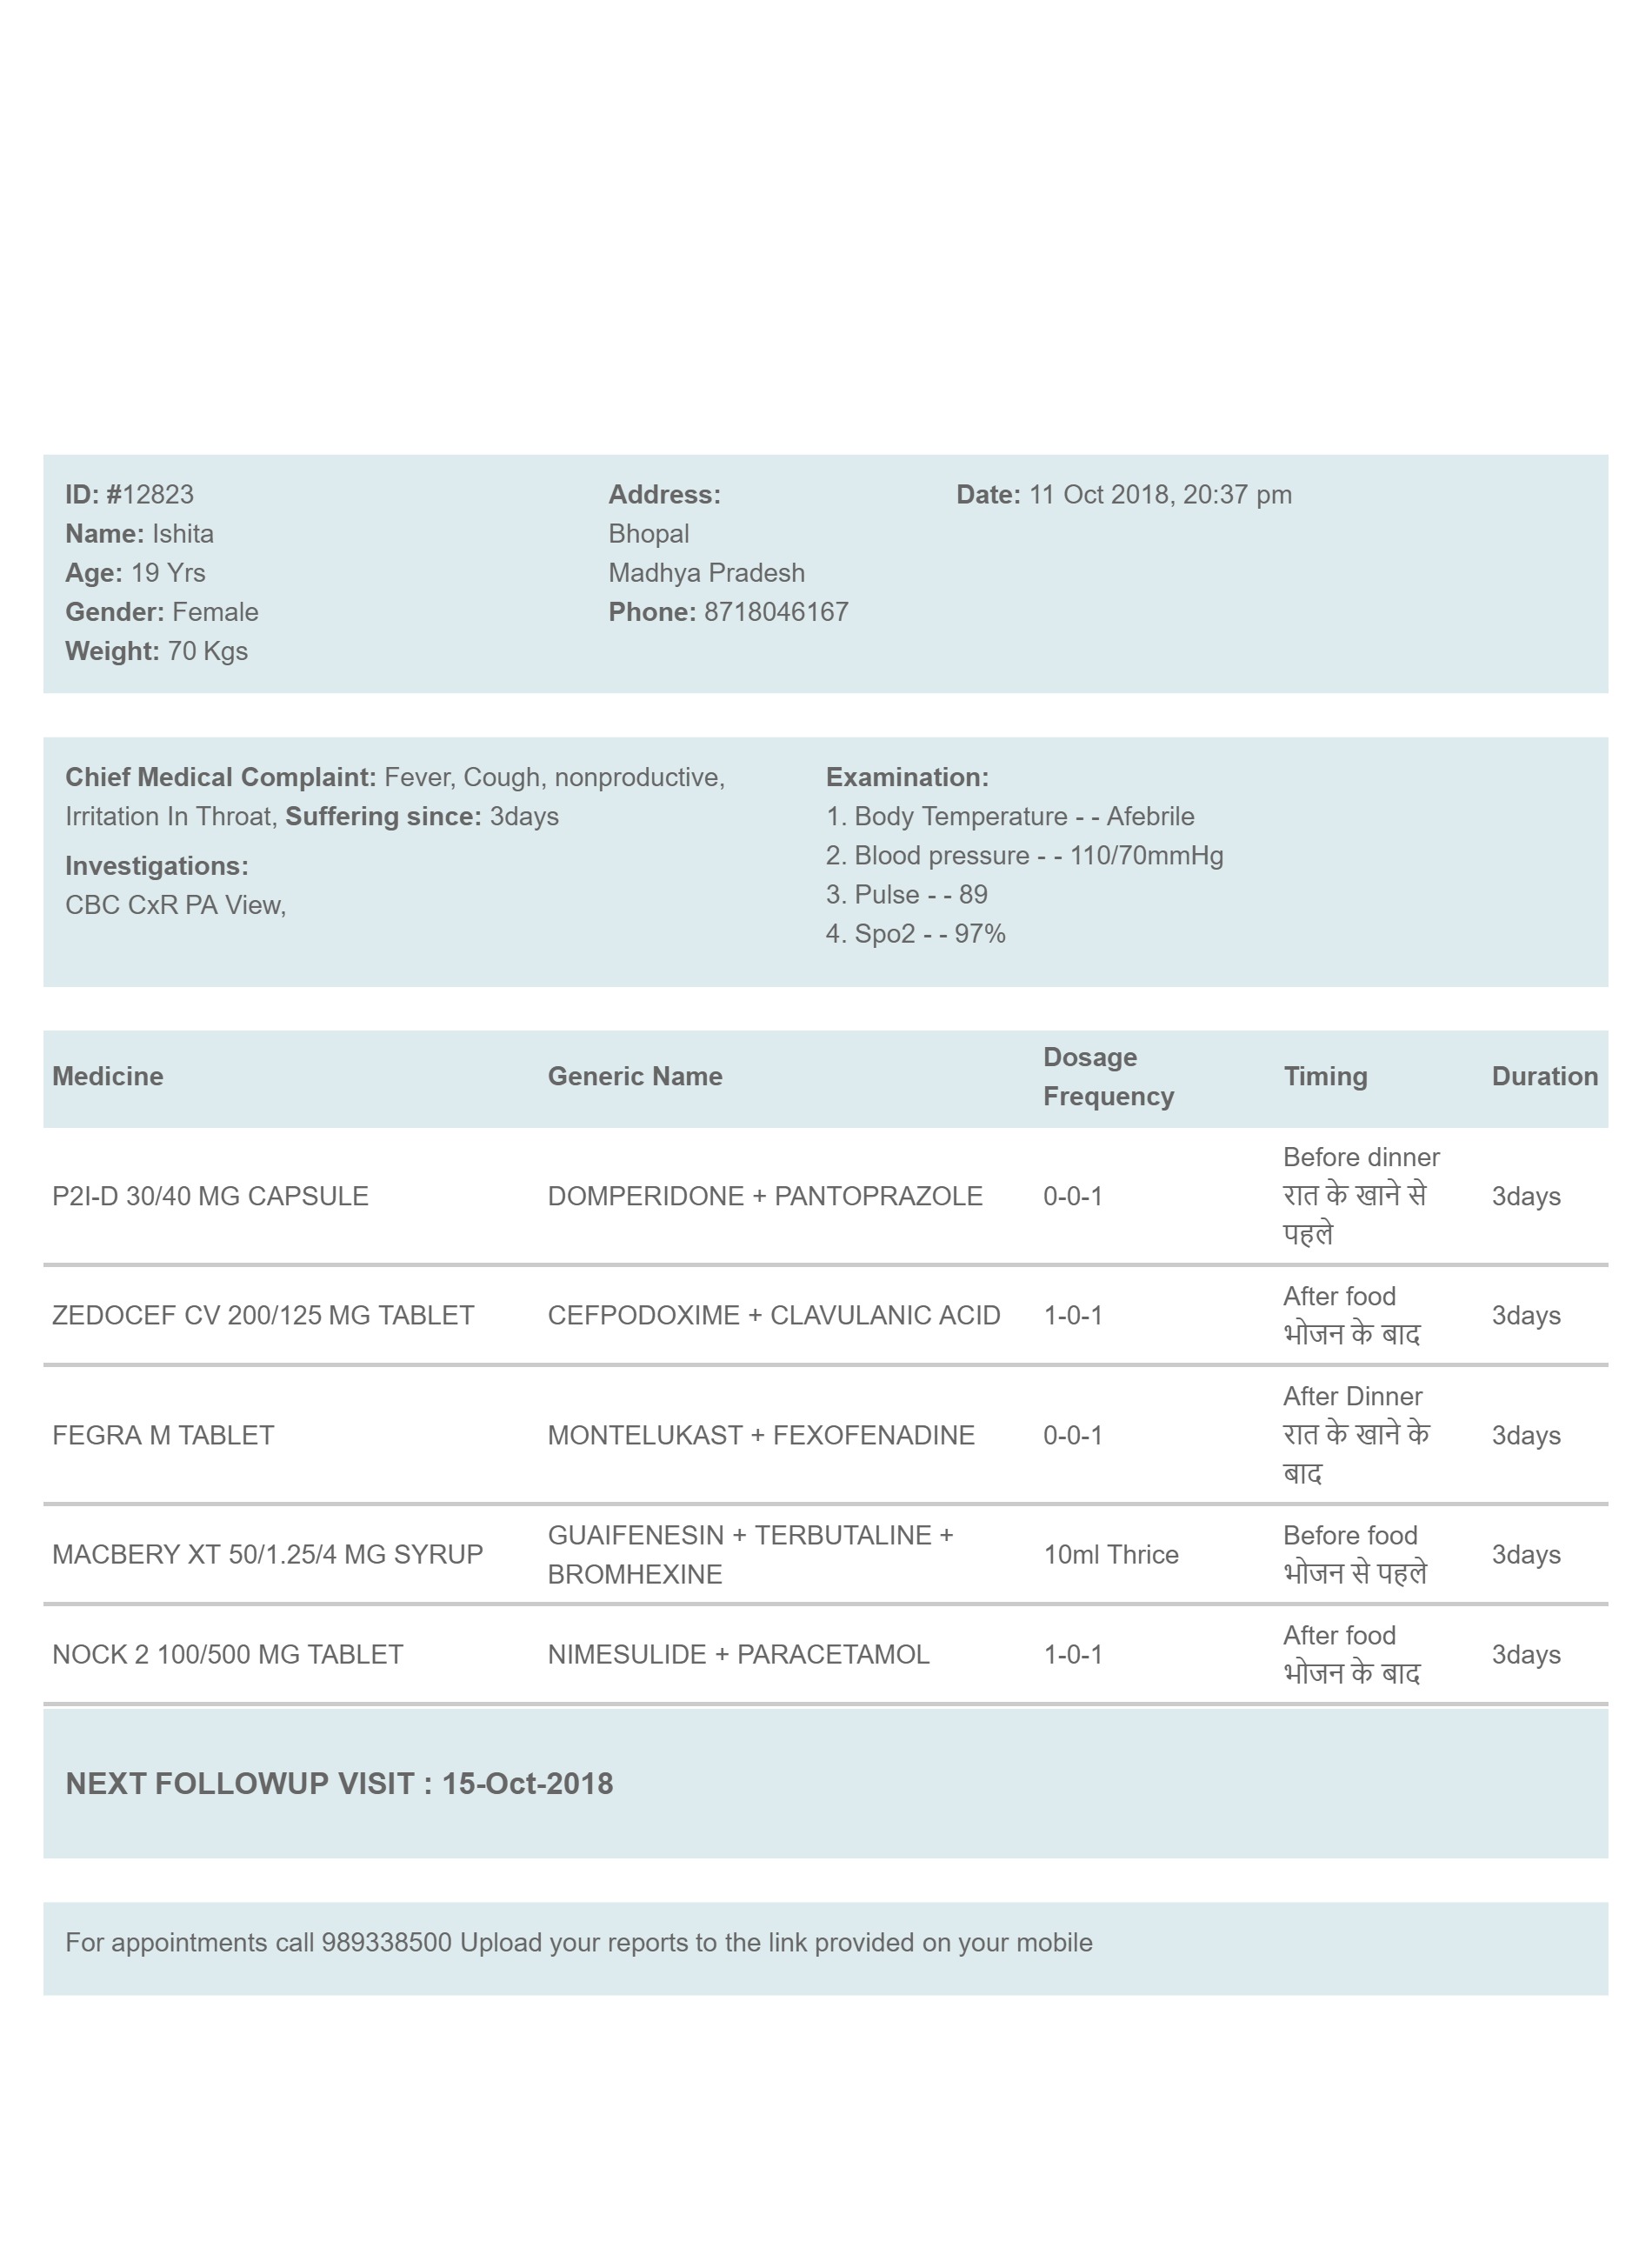 ID: #12823
Name: Ishita
Age: 19 Yrs
Gender: Female
Weight: 70 Kgs
Address:
Bhopal
Madhya Pradesh
Phone: 8718046167
Date: 11 Oct 2018, 20:37 pm
Chief Medical Complaint: Fever, Cough, nonproductive,
Irritation In Throat, Suffering since: 3days
Investigations:
CBC CxR PA View,
Examination:
1. Body Temperature - - Afebrile
2. Blood pressure - - 110/70mmHg
3. Pulse - - 89
4. Spo2 - - 97%
Medicine Generic Name Dosage Frequency Timing Duration
P2I-D 30/40 MG CAPSULE DOMPERIDONE + PANTOPRAZOLE 0-0-1 Before dinner रात के खाने से पहले 3days
ZEDOCEF CV 200/125 MG TABLET CEFPODOXIME + CLAVULANIC ACID 1-0-1 After food भोजन के बाद 3days
FEGRA M TABLET MONTELUKAST + FEXOFENADINE 0-0-1 After Dinner रात के खाने के बाद 3days
MACBERY XT 50/1.25/4 MG SYRUP GUAIFENESIN + TERBUTALINE + BROMHEXINE 10ml Thrice Before food भोजन से पहले 3days
NOCK 2 100/500 MG TABLET NIMESULIDE + PARACETAMOL 1-0-1 After food भोजन के बाद 3days
NEXT FOLLOWUP VISIT : 15-Oct-2018
For appointments call 989338500 Upload your reports to the link provided on your mobile